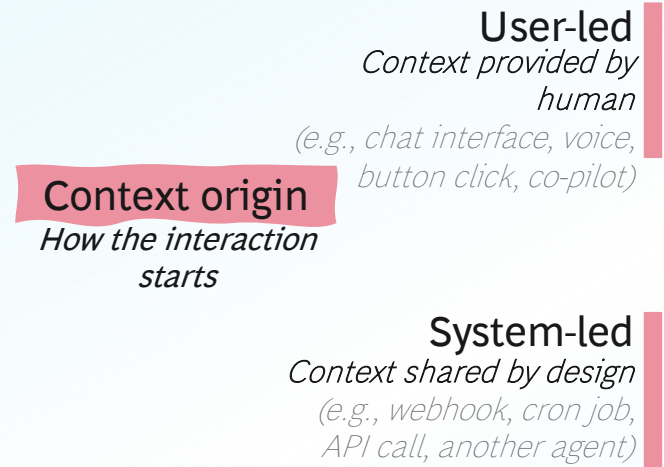 User-led
Context provided by
human
(e.g., chat interface, voice,
button click, co-pilot)
Context origin
How the interaction
starts
System-led
Context shared by design
(e.g., webhook, cron job,
API call, another agent)